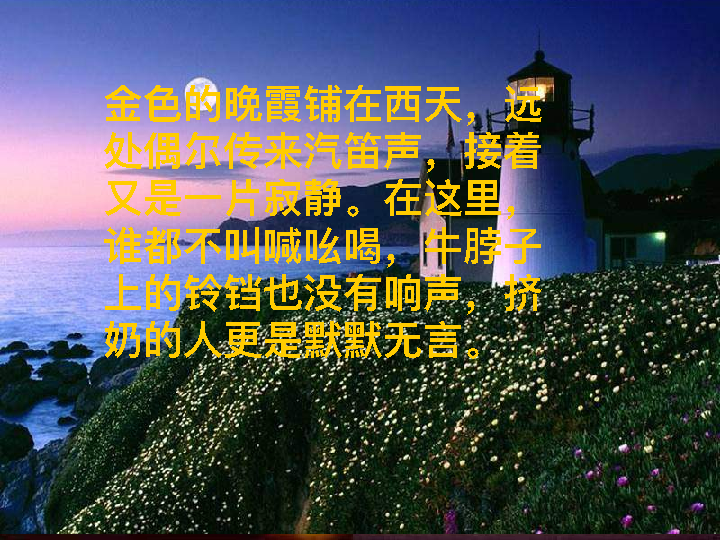 金色的晚霞铺在西天，远
处偶尔传来汽笛声，接着
又是一片寂静。在这里，
谁都不叫喊吆喝，牛脖子
上的铃铛也没有响声，挤
奶的人更是默默无言。